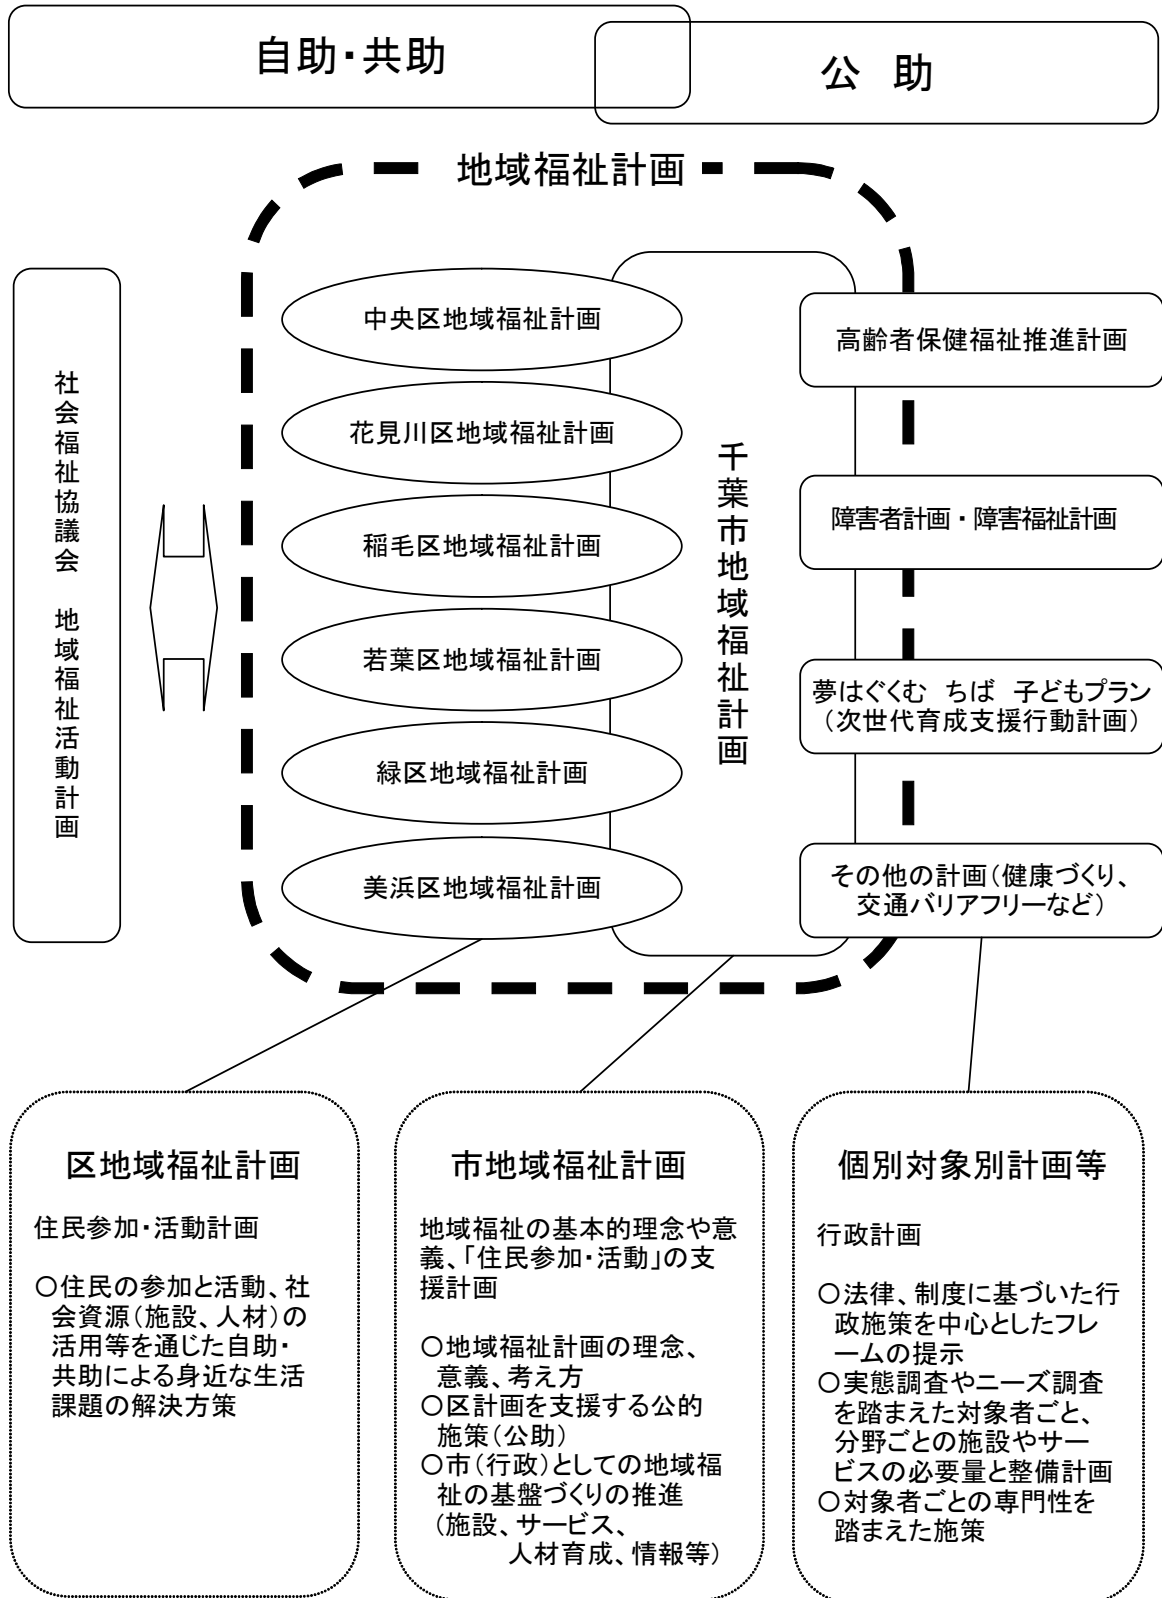 自助・共助
公　助
地域福祉計画
社会福祉協議会　地域福祉活動計画
中央区地域福祉計画
花見川区地域福祉計画
稲毛区地域福祉計画
若葉区地域福祉計画
緑区地域福祉計画
美浜区地域福祉計画
千葉市地域福祉計画
高齢者保健福祉推進計画
障害者計画・障害福祉計画
夢はぐくむ　ちば　子どもプラン
（次世代育成支援行動計画）
その他の計画（健康づくり、
交通バリアフリーなど）
区地域福祉計画
住民参加・活動計画
○住民の参加と活動、社
会資源（施設、人材）の
活用等を通じた自助・
共助による身近な生活
課題の解決方策
市地域福祉計画
地域福祉の基本的理念や意
義、「住民参加・活動」の支
援計画
○地域福祉計画の理念、
意義、考え方
○区計画を支援する公的
施策（公助）
○市（行政）としての地域福
祉の基盤づくりの推進
（施設、サービス、
人材育成、情報等）
個別対象別計画等
行政計画
○法律、制度に基づいた行
政施策を中心としたフレ
ームの提示
○実態調査やニーズ調査
を踏まえた対象者ごと、
分野ごとの施設やサー
ビスの必要量と整備計画
○対象者ごとの専門性を
踏まえた施策